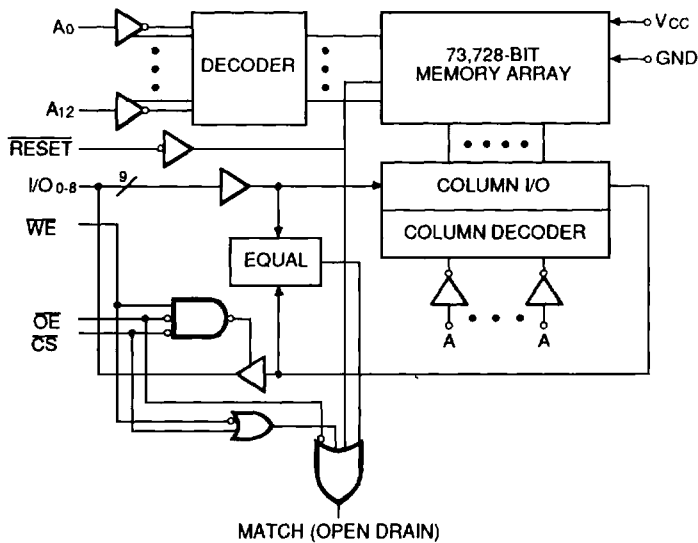 A0
A12
DECODER
73,728-BIT
MEMORY ARRAY
VCC
GND
RESET
I/O 0-8
9
COLUMN I/O
COLUMN DECODER
WE
EQUAL
OE
CS
A
A
MATCH (OPEN DRAIN)